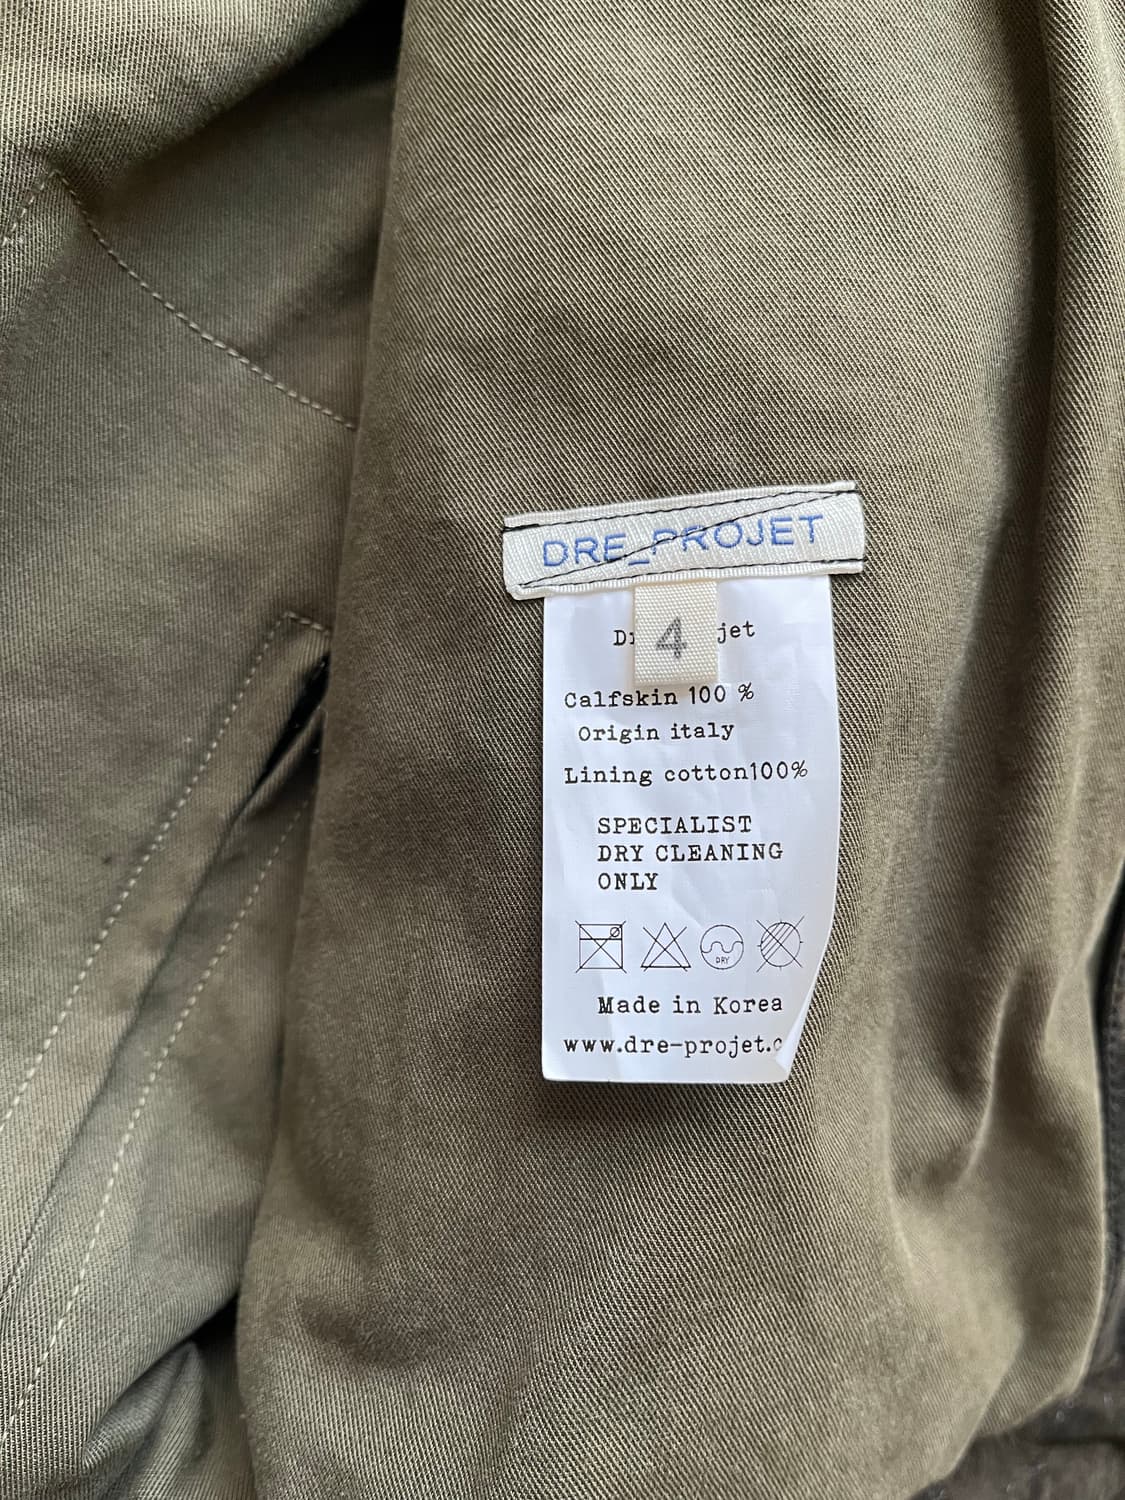 DRE_PROJET
4
jet
Calfskin 100 %
Origin italy
Lining cotton100%
SPECIALIST
DRY CLEANING
ONLY
DRY
Made in Korea
www.dre-projet.c